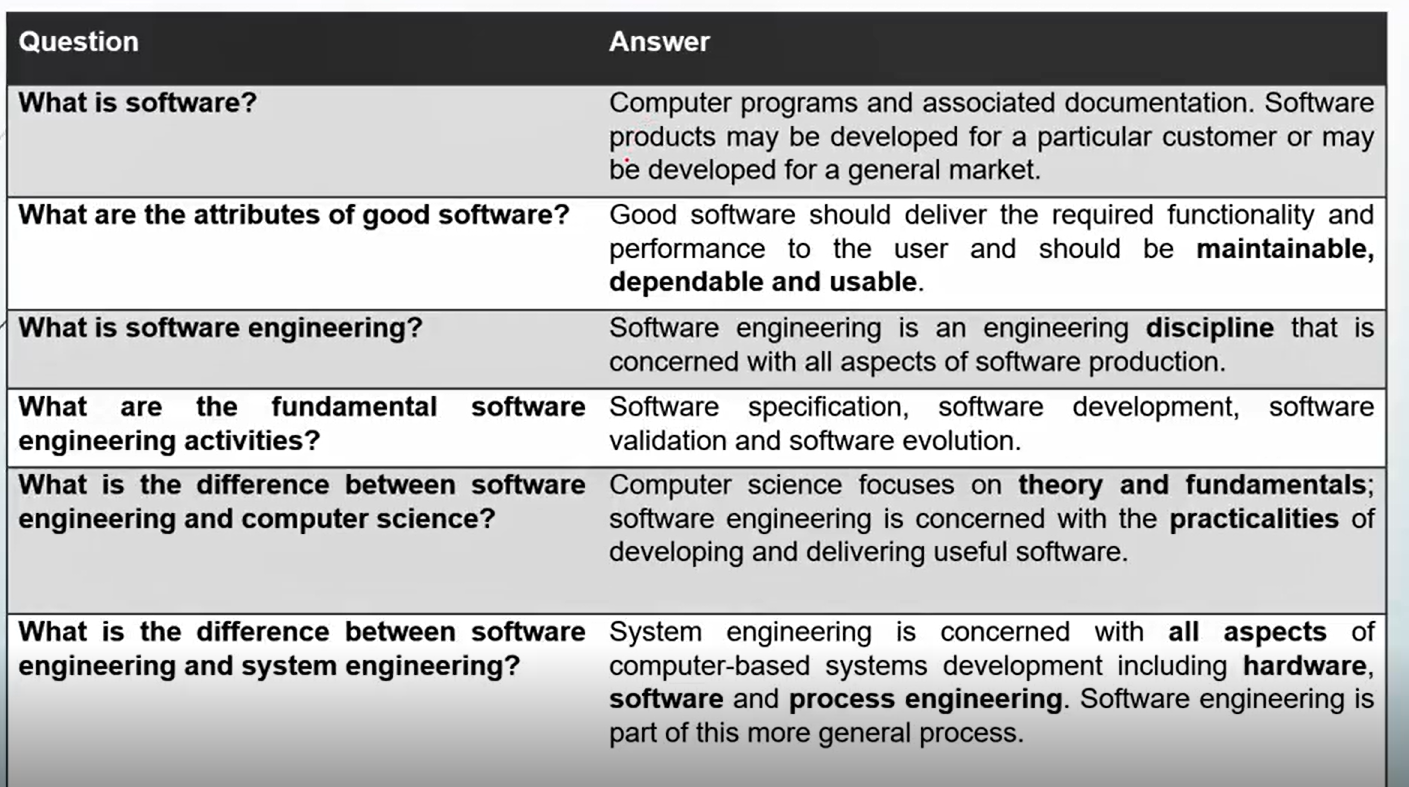 Question Answer
What is software? Computer programs and associated documentation. Software
products may be developed for a particular customer or may
be developed for a general market.
What are the attributes of good software? Good software should deliver the required functionality and
performance to the user and should be maintainable,
dependable and usable.
What is software engineering? Software engineering is an engineering discipline that is
concerned with all aspects of software production.
What are the fundamental software
engineering activities?
Software specification, software development, software
validation and software evolution.
What is the difference between software
engineering and computer science?
Computer science focuses on theory and fundamentals;
software engineering is concerned with the practicalities of
developing and delivering useful software.
What is the difference between software
engineering and system engineering?
System engineering is concerned with all aspects of
computer-based systems development including hardware,
software and process engineering. Software engineering is
part of this more general process.